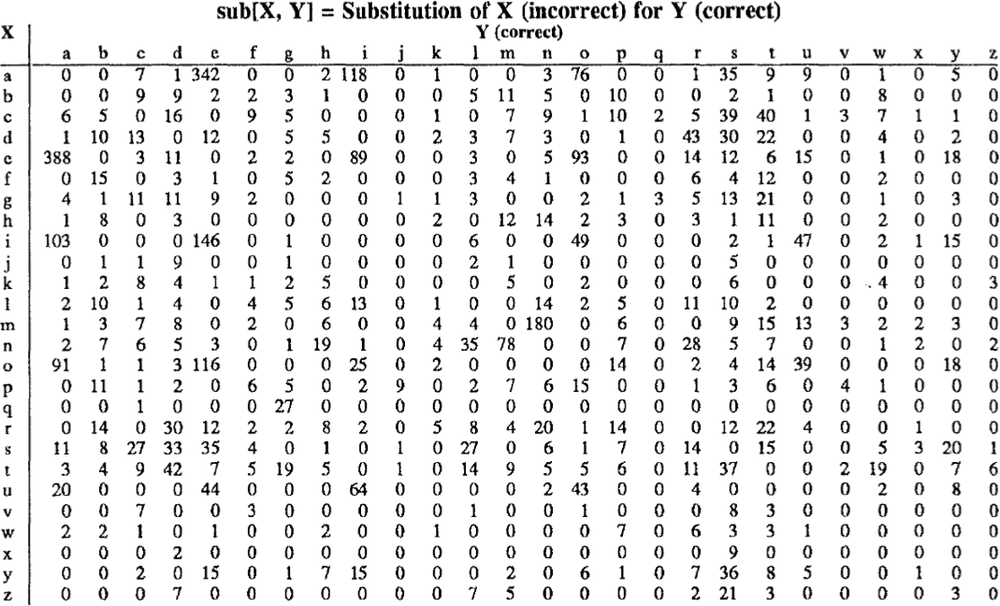 sub[X, Y] = Substitution of X (incorrect) for Y (correct)
X Y (correct)
a b c d e f g h i j k l m n o p q r s t u v w x y z
a 0 0 7 1 342 0 0 2 118 0 1 0 0 3 76 0 0 1 35 9 9 0 1 0 5 0
b 0 0 9 9 2 2 3 1 0 0 0 5 11 5 0 10 0 0 2 1 0 0 8 0 0 0
c 6 5 0 16 0 9 5 0 0 0 1 0 7 9 1 10 2 5 39 40 1 3 7 1 1 0
d 1 10 13 0 12 0 5 5 0 0 2 3 7 3 0 1 0 43 30 22 0 0 4 0 2 0
e 388 0 3 11 0 2 2 0 89 0 0 3 0 5 93 0 0 14 12 6 15 0 1 0 18 0
f 0 15 0 3 1 0 5 2 0 0 0 3 4 1 0 0 0 6 4 12 0 0 2 0 0 0
g 4 1 11 11 9 2 0 0 0 1 1 3 0 0 2 1 3 5 13 21 0 0 1 0 3 0
h 1 8 0 3 0 0 0 0 0 0 2 0 12 14 2 3 0 3 1 11 0 0 2 0 0 0
i 103 0 0 0 146 0 1 0 0 0 0 6 0 0 49 0 0 0 2 1 47 0 2 1 15 0
j 0 1 1 9 0 0 1 0 0 0 0 2 1 0 0 0 0 0 5 0 0 0 0 0 0 0
k 1 2 8 4 1 1 2 5 0 0 0 0 5 0 2 0 0 0 6 0 0 0 4 0 0 3
l 2 10 1 4 0 4 5 6 13 0 1 0 0 14 2 5 0 11 10 2 0 0 0 0 0 0
m 1 3 7 8 0 2 0 6 0 0 4 4 0 180 0 6 0 0 9 15 13 3 2 2 3 0
n 2 7 6 5 3 0 1 19 1 0 4 35 78 0 0 7 0 28 5 7 0 0 1 2 0 2
o 91 1 1 3 116 0 0 0 25 0 2 0 0 0 0 14 0 2 4 14 39 0 0 0 18 0
p 0 11 1 2 0 6 5 0 2 9 0 2 7 6 15 0 0 1 3 6 0 4 1 0 0 0
q 0 0 1 0 0 0 27 0 0 0 0 0 0 0 0 0 0 0 0 0 0 0 0 0 0 0
r 0 14 0 30 12 2 2 8 2 0 5 8 4 20 1 14 0 0 12 22 4 0 0 1 0 0
s 11 8 27 33 35 4 0 1 0 1 0 27 0 6 1 7 0 14 0 15 0 0 5 3 20 1
t 3 4 9 42 7 5 19 5 0 1 0 14 9 5 5 6 0 11 37 0 0 2 19 0 7 6
u 20 0 0 0 44 0 0 0 64 0 0 0 0 2 43 0 0 4 0 0 0 0 2 0 8 0
v 0 0 7 0 0 3 0 0 0 0 0 1 0 0 1 0 0 0 8 3 0 0 0 0 0 0
w 2 2 1 0 1 0 0 2 0 0 1 0 0 0 0 7 0 6 3 3 1 0 0 0 0 0
x 0 0 0 2 0 0 0 0 0 0 0 0 0 0 0 0 0 0 9 0 0 0 0 0 0 0
y 0 0 2 0 15 0 1 7 15 0 0 0 2 0 6 1 0 7 36 8 5 0 0 1 0 0
z 0 0 0 7 0 0 0 0 0 0 0 7 5 0 0 0 0 2 21 3 0 0 0 0 3 0